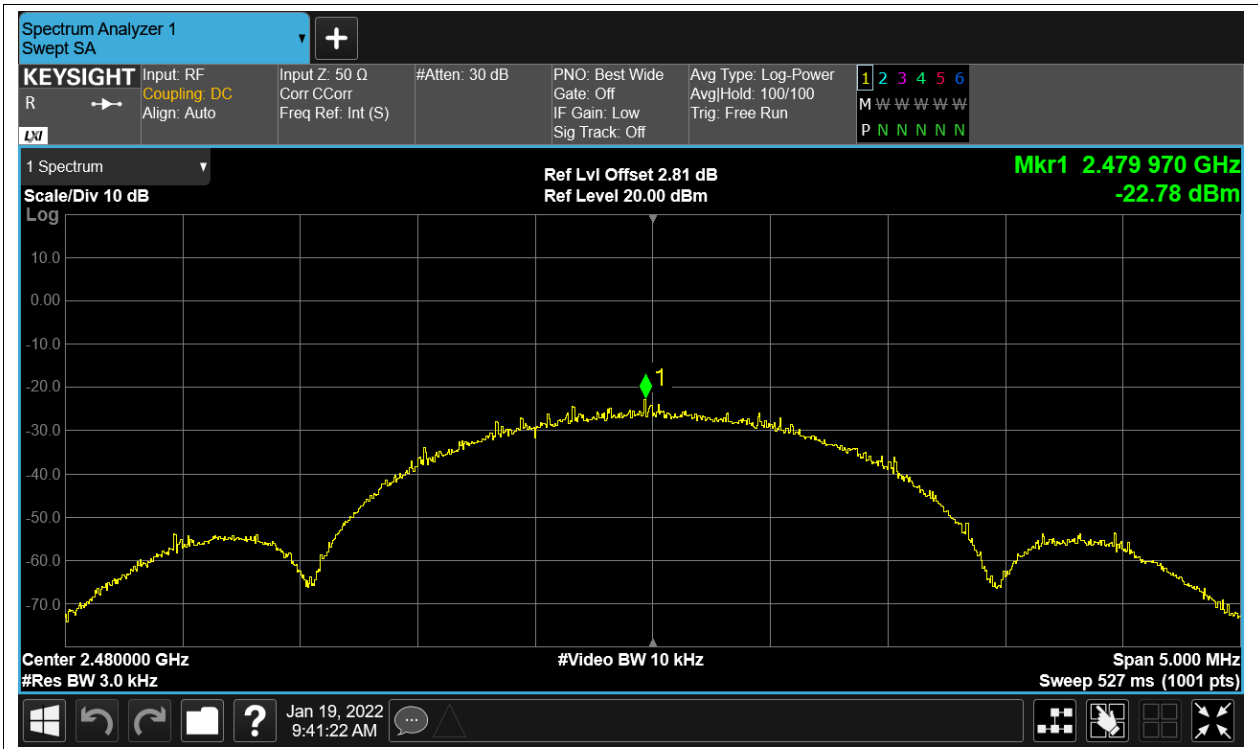 Spectrum Analyzer 1
Swept SA
KEYSIGHT
R
LXI
Input: RF
Coupling: DC
Align: Auto
Input Z: 50 Ω
Corr CCorr
Freq Ref: Int (S)
#Atten: 30 dB
PNO: Best Wide
Gate: Off
IF Gain: Low
Sig Track: Off
Avg Type: Log-Power
Avg|Hold: 100/100
Trig: Free Run
1 2 3 4 5 6
M W W W W W W
P N N N N N N
1 Spectrum
Scale/Div 10 dB
Log
Ref Lvl Offset 2.81 dB
Ref Level 20.00 dBm
Mkr1 2.479 970 GHz
-22.78 dBm
10.0
0.00
-10.0
-20.0
-30.0
-40.0
-50.0
-60.0
-70.0
1
Center 2.480000 GHz
#Res BW 3.0 kHz
#Video BW 10 kHz
Span 5.000 MHz
Sweep 527 ms (1001 pts)
?
Jan 19, 2022
9:41:22 AM